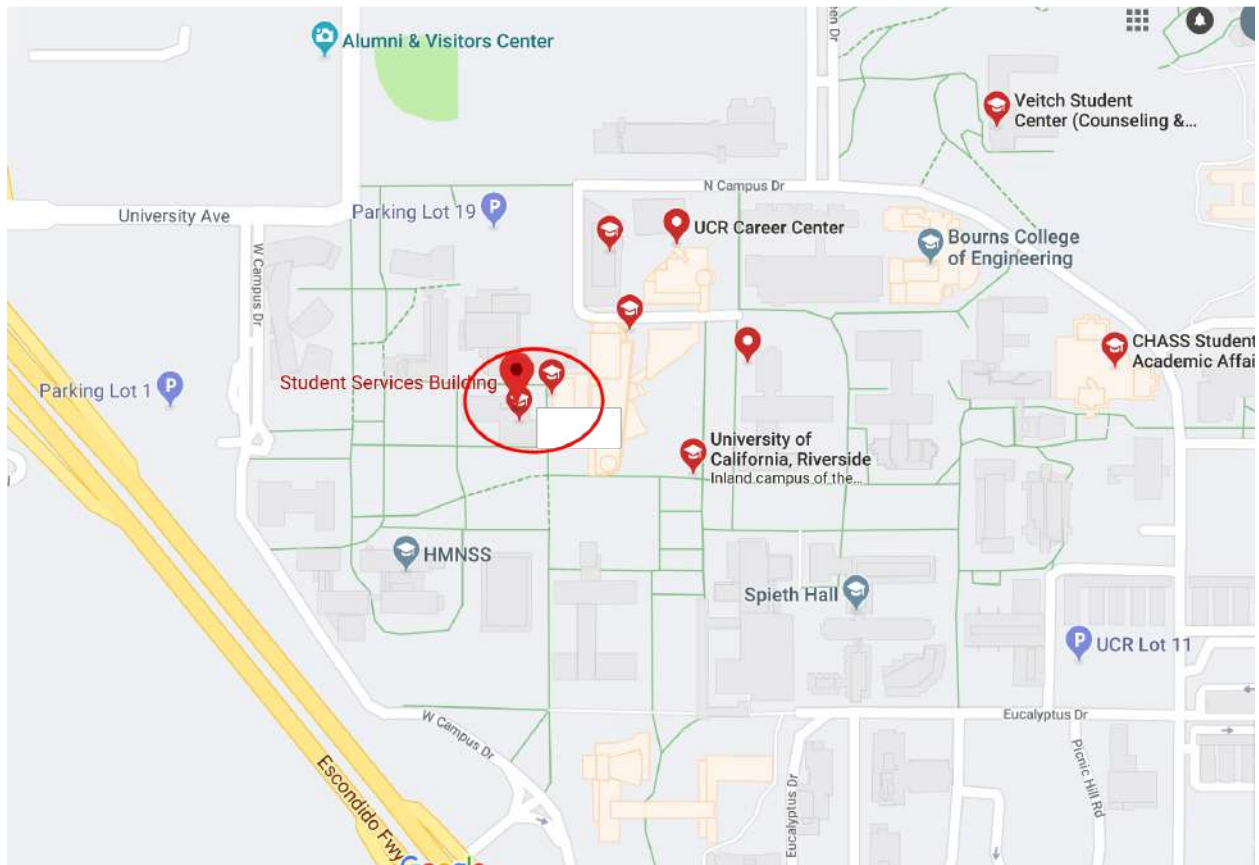 Alumni & Visitors Center
Veitch Student
Center (Counseling &...
N Campus Dr
University Ave
Parking Lot 19
P
UCR Career Center
Bourns College
of Engineering
W Campus Dr
CHASS Student
Academic Affai
Student Services Building
Parking Lot 1
P
University of
California, Riverside
Inland campus of the...
HMNSS
Spieth Hall
P
UCR Lot 11
Eucalyptus Dr
W Campus Dr
Picnic Hill Rd
Escondido Fwy
Eucalyptus Dr
Google